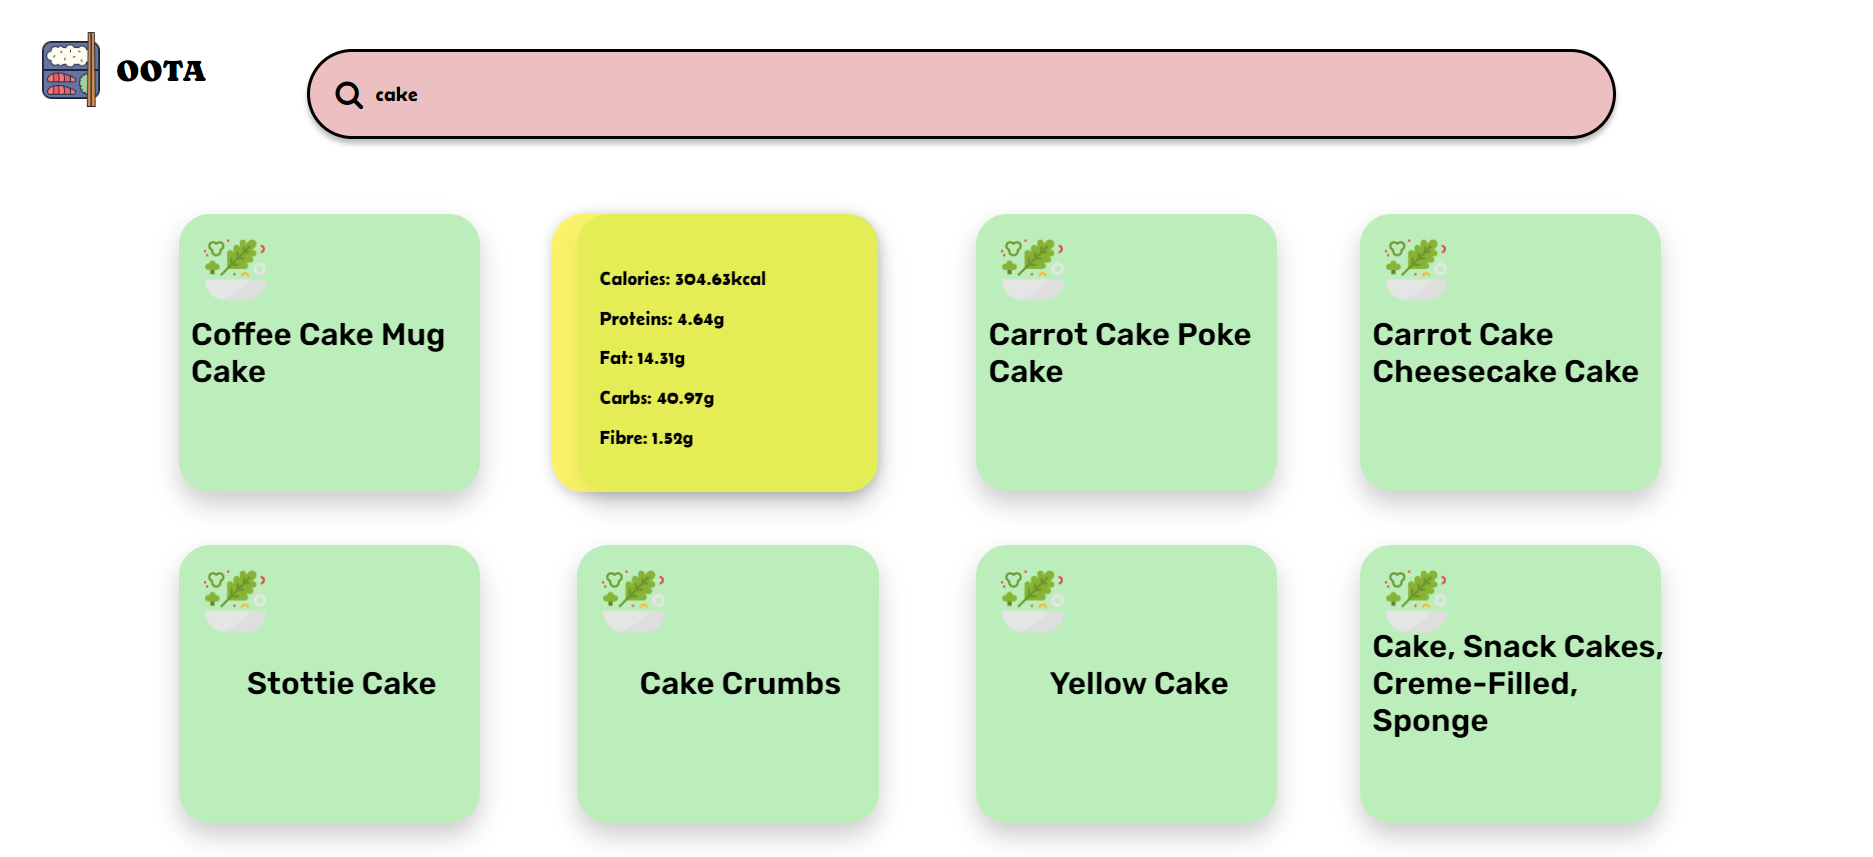 OOTA
cake
Coffee Cake Mug
Cake
Calories: 304.63kcal
Proteins: 4.64g
Fat: 14.31g
Carbs: 40.97g
Fibre: 1.52g
Carrot Cake Poke
Cake
Carrot Cake
Cheesecake Cake
Stottie Cake
Cake Crumbs
Yellow Cake
Cake, Snack Cakes,
Creme-Filled,
Sponge